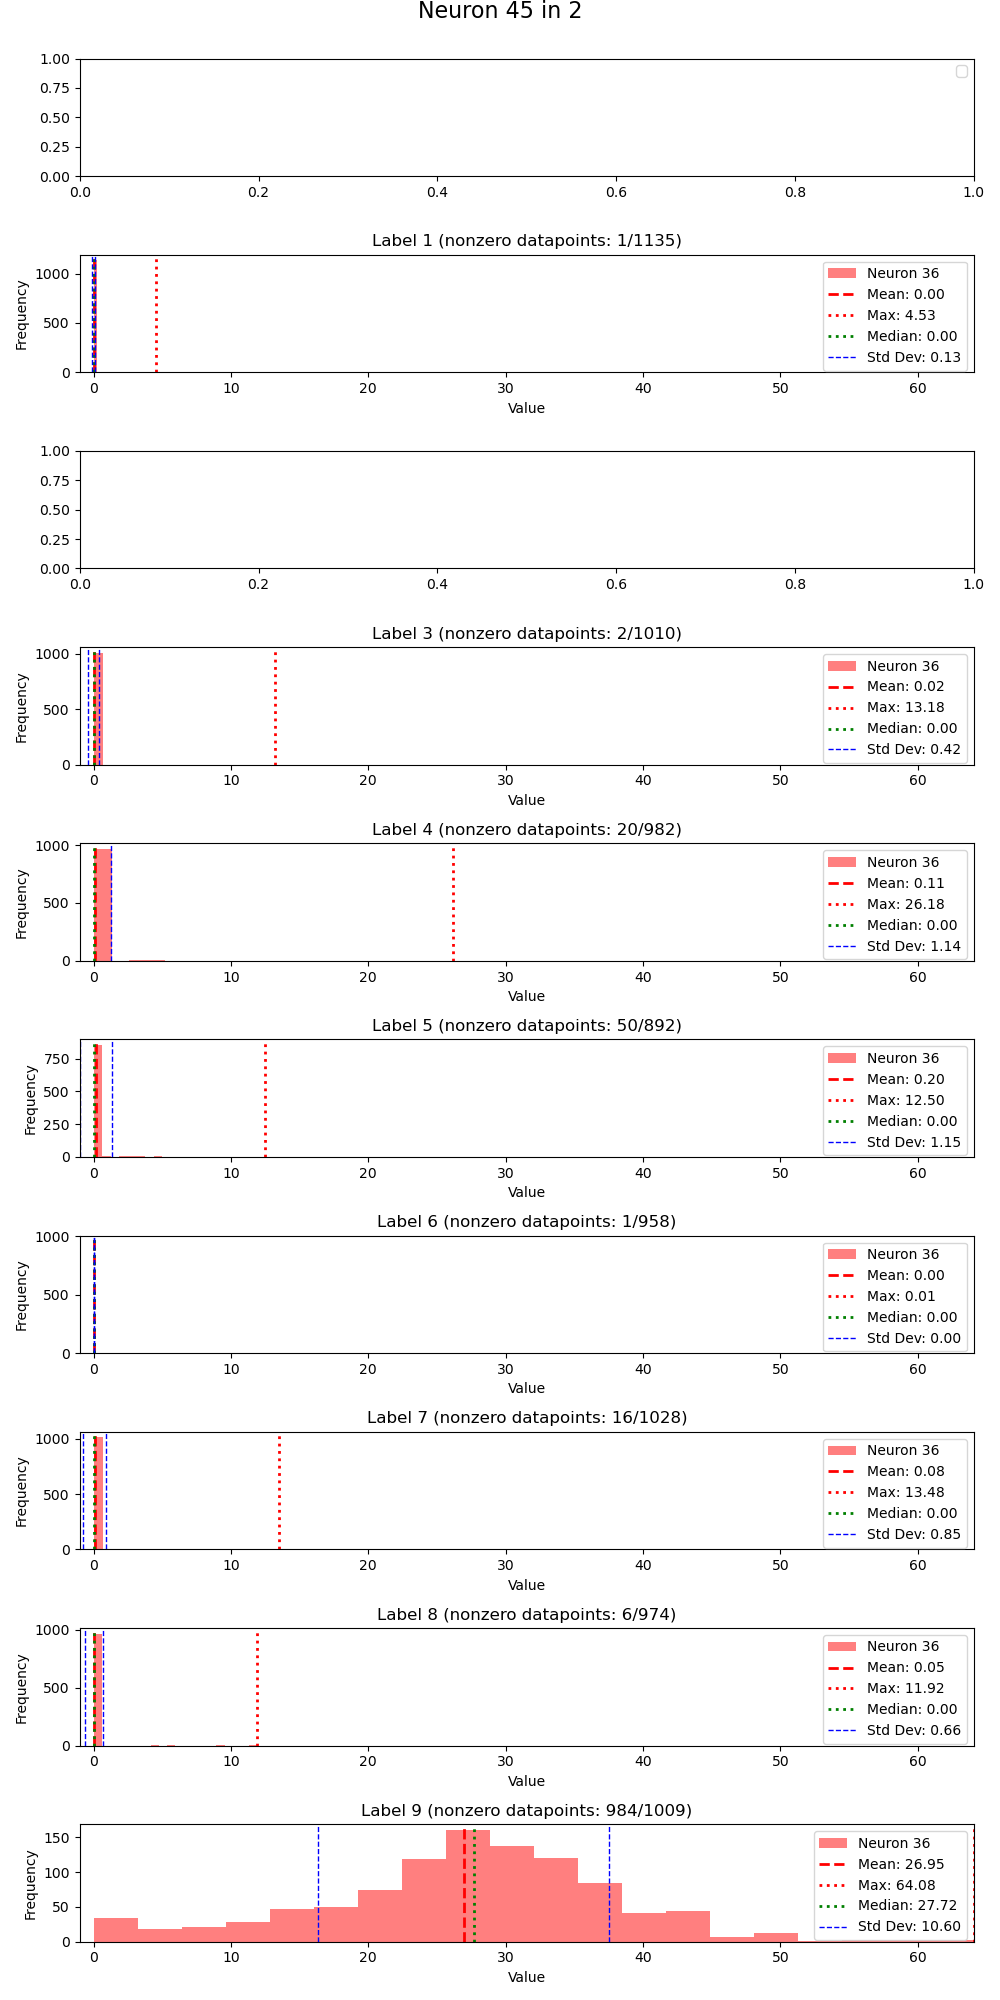 Neuron 45 in 2
1.00
0.75
0.50
0.25
0.00
0.0 0.2 0.4 0.6 0.8 1.0
Label 1 (nonzero datapoints: 1/1135)
Frequency
1000
500
0
Neuron 36
Mean: 0.00
Max: 4.53
Median: 0.00
Std Dev: 0.13
0 10 20 30 40 50 60
Value
1.00
0.75
0.50
0.25
0.00
0.0 0.2 0.4 0.6 0.8 1.0
Label 3 (nonzero datapoints: 2/1010)
Frequency
1000
500
0
Neuron 36
Mean: 0.02
Max: 13.18
Median: 0.00
Std Dev: 0.42
0 10 20 30 40 50 60
Value
Label 4 (nonzero datapoints: 20/982)
Frequency
1000
500
0
Neuron 36
Mean: 0.11
Max: 26.18
Median: 0.00
Std Dev: 1.14
0 10 20 30 40 50 60
Value
Label 5 (nonzero datapoints: 50/892)
Frequency
750
500
250
0
Neuron 36
Mean: 0.20
Max: 12.50
Median: 0.00
Std Dev: 1.15
0 10 20 30 40 50 60
Value
Label 6 (nonzero datapoints: 1/958)
Frequency
1000
500
0
Neuron 36
Mean: 0.00
Max: 0.01
Median: 0.00
Std Dev: 0.00
0 10 20 30 40 50 60
Value
Label 7 (nonzero datapoints: 16/1028)
Frequency
1000
500
0
Neuron 36
Mean: 0.08
Max: 13.48
Median: 0.00
Std Dev: 0.85
0 10 20 30 40 50 60
Value
Label 8 (nonzero datapoints: 6/974)
Frequency
1000
500
0
Neuron 36
Mean: 0.05
Max: 11.92
Median: 0.00
Std Dev: 0.66
0 10 20 30 40 50 60
Value
Label 9 (nonzero datapoints: 984/1009)
Frequency
150
100
50
0
Neuron 36
Mean: 26.95
Max: 64.08
Median: 27.72
Std Dev: 10.60
0 10 20 30 40 50 60
Value